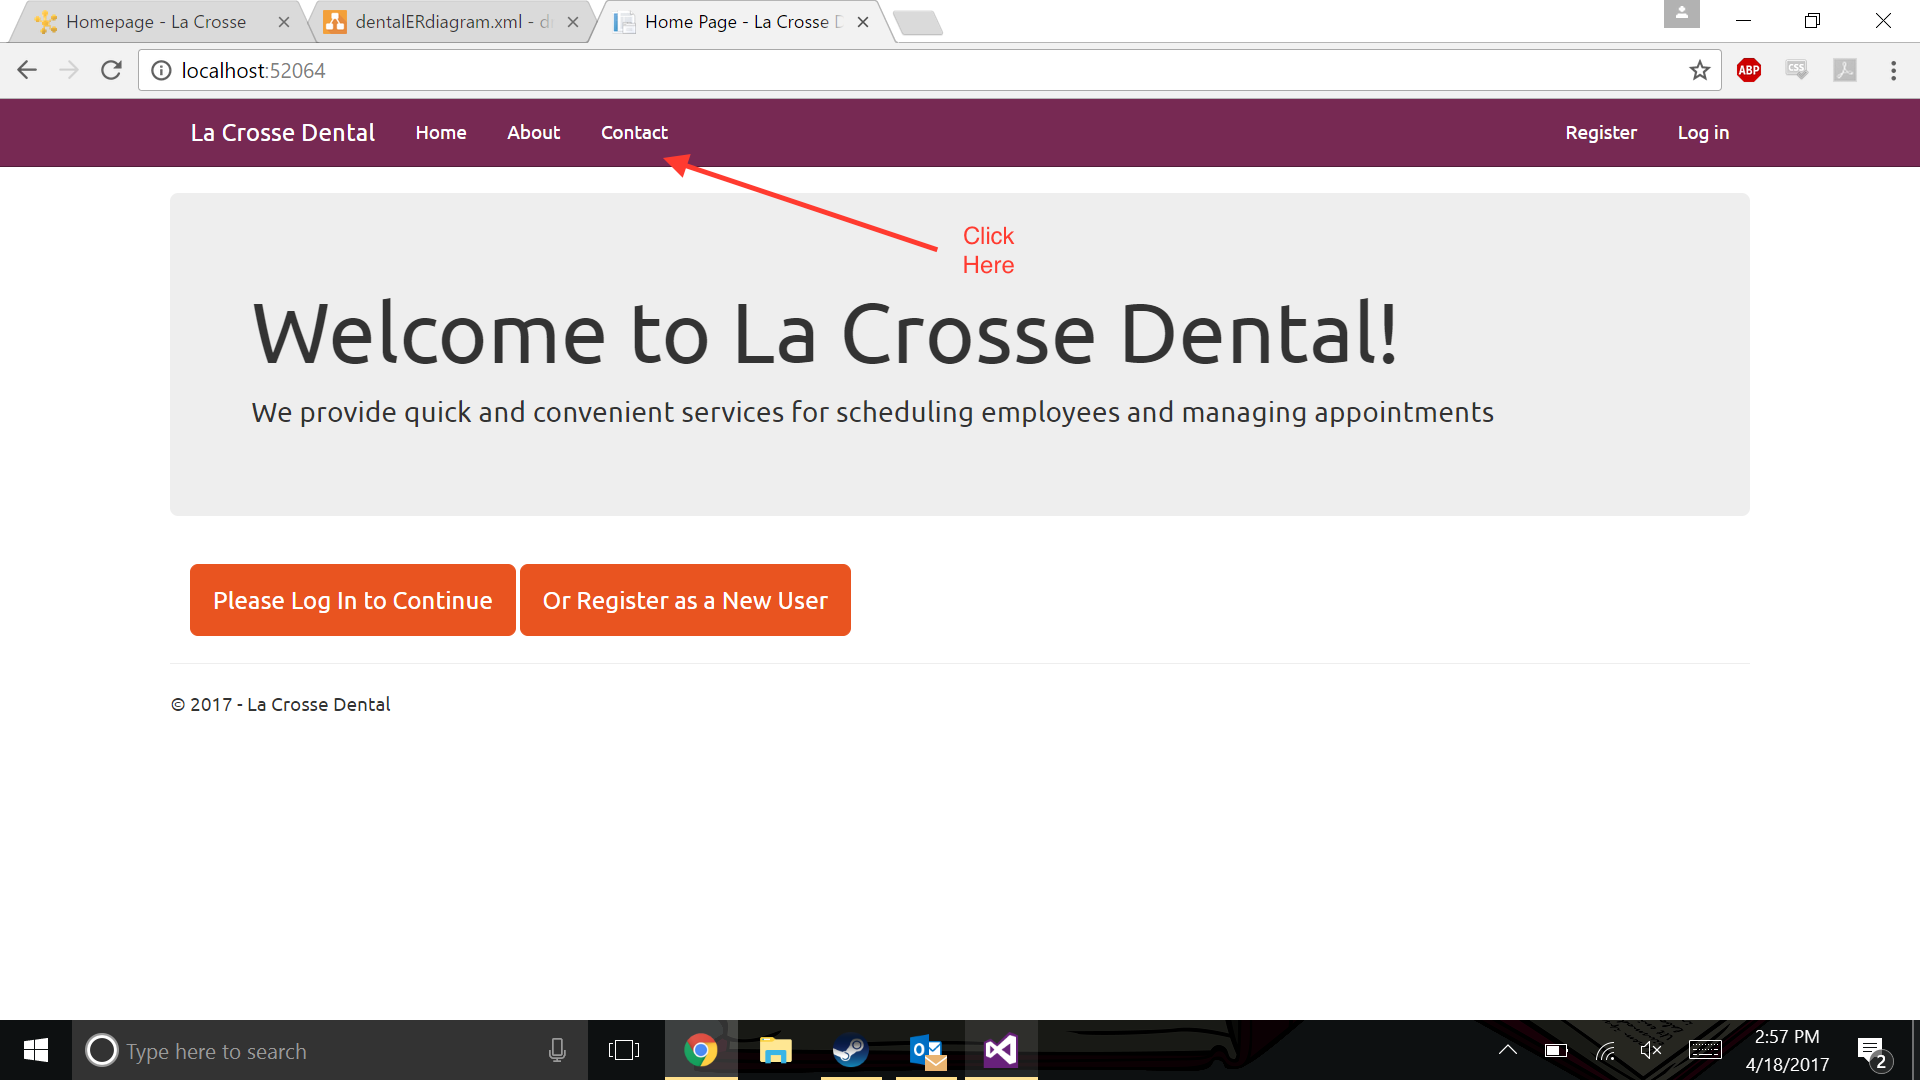 Homepage - La Crosse
dentalERdiagram.xml - d
Home Page - La Crosse D
localhost:52064
ABP
CSS
La Crosse Dental Home About Contact Register Log in
Click
Here
Welcome to La Crosse Dental!
We provide quick and convenient services for scheduling employees and managing appointments
Please Log In to Continue
Or Register as a New User
© 2017 - La Crosse Dental
Type here to search
2:57 PM
4/18/2017
2